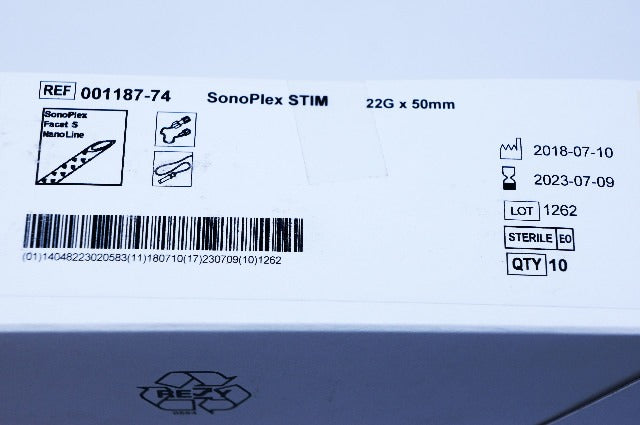 REF 001187-74 SonoPlex STIM 22G x 50mm
SonoPlex
Facet S
NanoLine
2018-07-10
2023-07-09
LOT 1262
STERILE EO
QTY 10
(01)14048223020583(11)180710(17)230709(10)1262
REZY